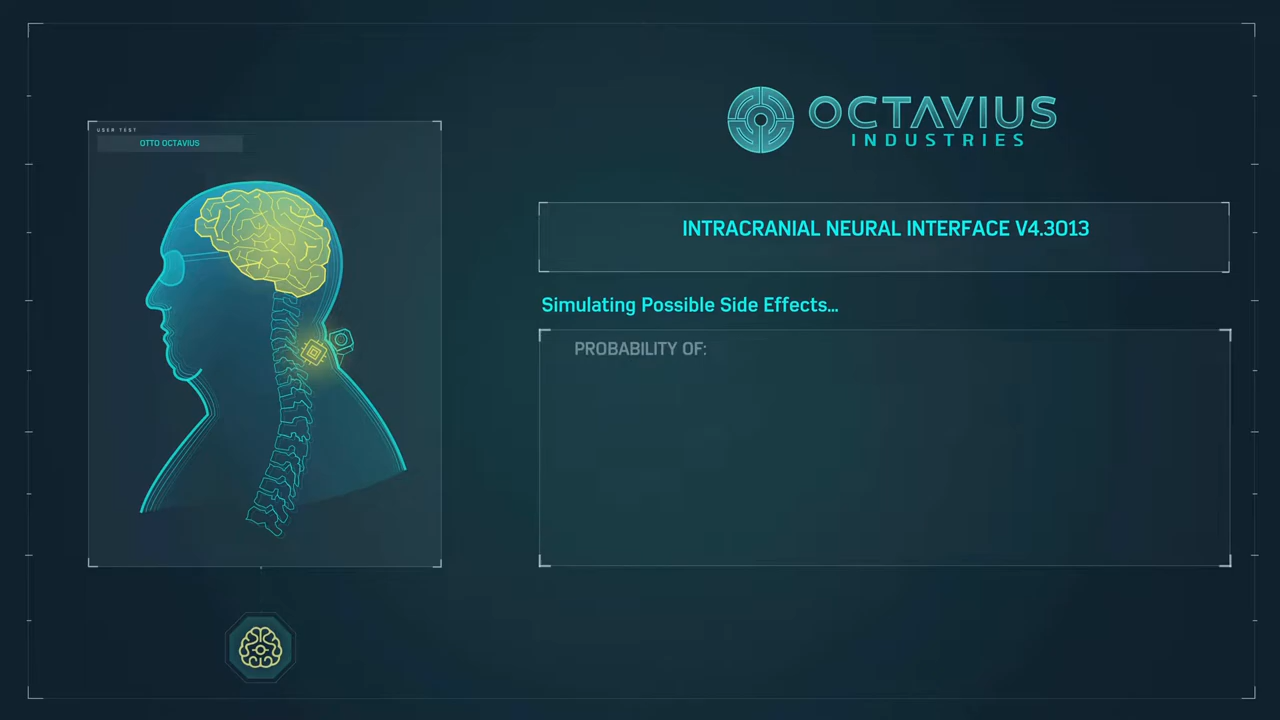 USER TEST
OTTO OCTAVIUS
OCTAVIUS
INDUSTRIES
INTRACRANIAL NEURAL INTERFACE V4.3013
Simulating Possible Side Effects...
PROBABILITY OF: